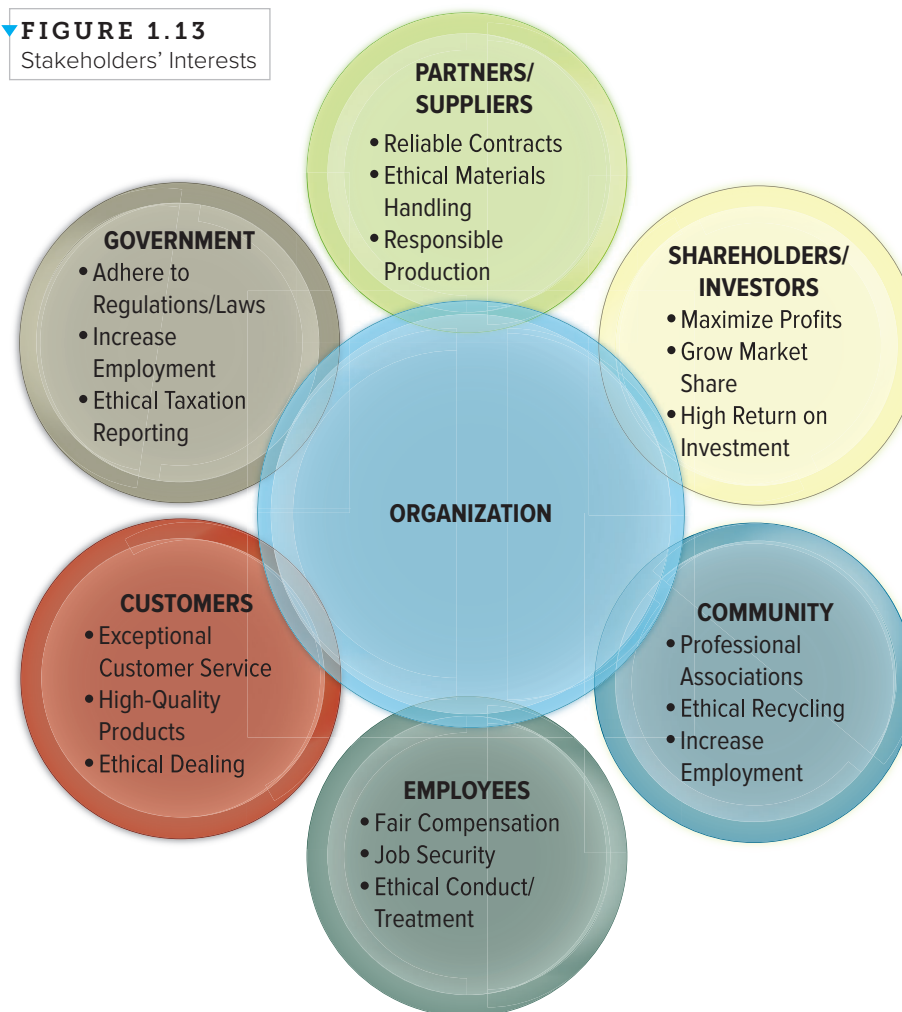 FIGURE 1.13
Stakeholders' Interests
PARTNERS/
SUPPLIERS
• Reliable Contracts
• Ethical Materials
Handling
• Responsible
Production
GOVERNMENT
• Adhere to
Regulations/Laws
• Increase
Employment
• Ethical Taxation
Reporting
SHAREHOLDERS/
INVESTORS
• Maximize Profits
• Grow Market
Share
• High Return on
Investment
ORGANIZATION
CUSTOMERS
• Exceptional
Customer Service
• High-Quality
Products
• Ethical Dealing
COMMUNITY
• Professional
Associations
• Ethical Recycling
• Increase
Employment
EMPLOYEES
• Fair Compensation
• Job Security
• Ethical Conduct/
Treatment